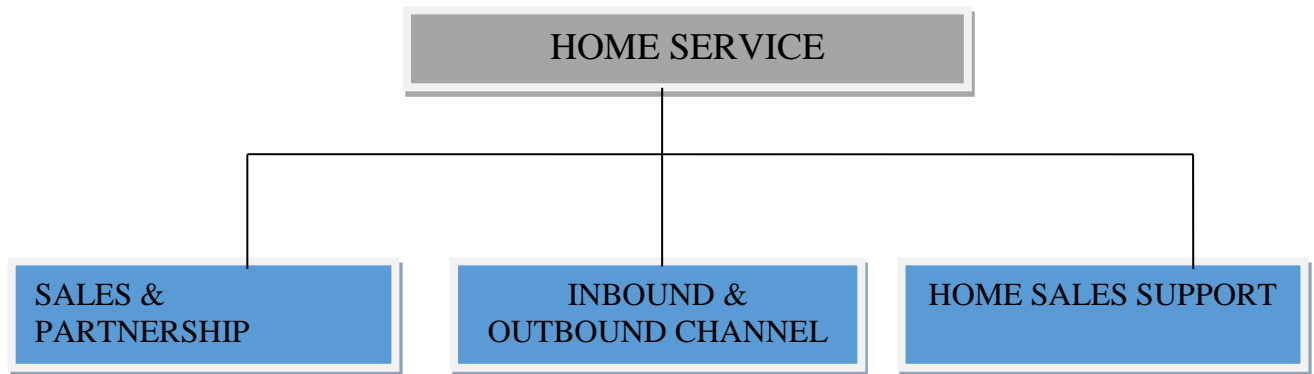 HOME SERVICE
SALES &
PARTNERSHIP
INBOUND &
OUTBOUND CHANNEL
HOME SALES SUPPORT